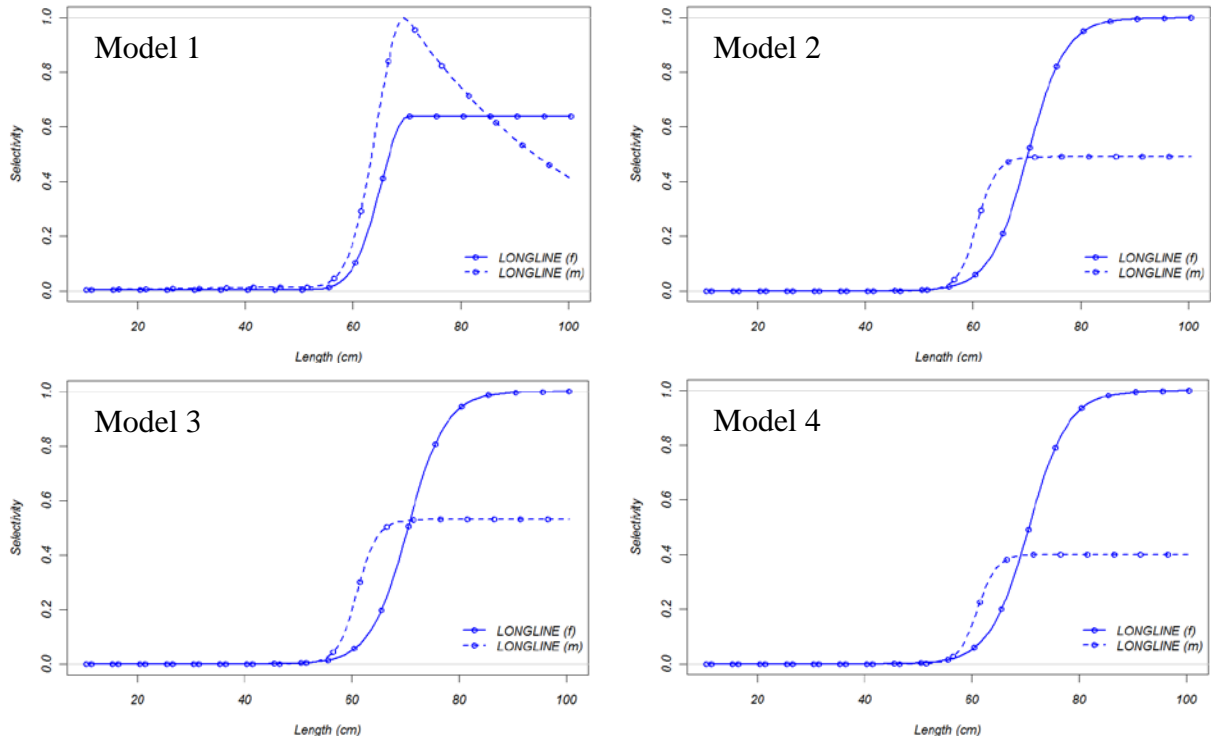 Model 1
Selectivity
0.0 0.2 0.4 0.6 0.8 1.0
LONGLINE (f)
LONGLINE (m)
20 40 60 80 100
Length (cm)
Model 2
Selectivity
0.0 0.2 0.4 0.6 0.8 1.0
LONGLINE (f)
LONGLINE (m)
20 40 60 80 100
Length (cm)
Model 3
Selectivity
0.0 0.2 0.4 0.6 0.8 1.0
LONGLINE (f)
LONGLINE (m)
20 40 60 80 100
Length (cm)
Model 4
Selectivity
0.0 0.2 0.4 0.6 0.8 1.0
LONGLINE (f)
LONGLINE (m)
20 40 60 80 100
Length (cm)